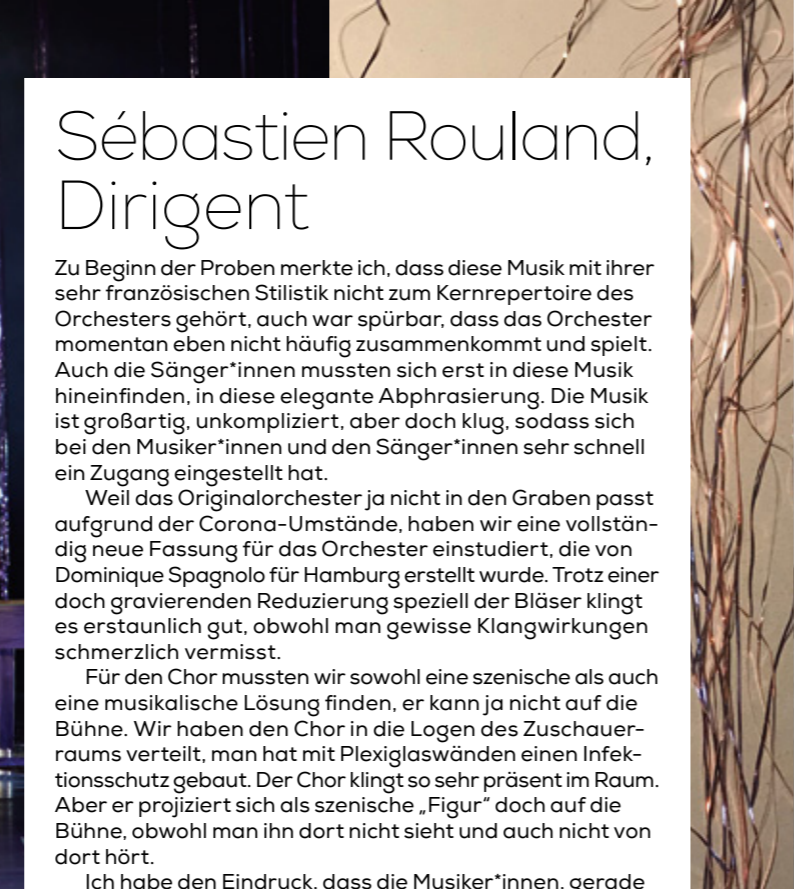 Sébastien Rouland,
Dirigent
Zu Beginn der Proben merkte ich, dass diese Musik mit ihrer
sehr französischen Stilistik nicht zum Kernrepertoire des
Orchesters gehört, auch war spürbar, dass das Orchester
momentan eben nicht häufig zusammenkommt und spielt.
Auch die Sänger*innen mussten sich erst in diese Musik
hineinfinden, in diese elegante Abphrasierung. Die Musik
ist großartig, unkompliziert, aber doch klug, sodass sich
bei den Musiker*innen und den Sänger*innen sehr schnell
ein Zugang eingestellt hat.
Weil das Originalorchester ja nicht in den Graben passt
aufgrund der Corona-Umstände, haben wir eine vollstän-
dig neue Fassung für das Orchester einstudiert, die von
Dominique Spagnolo für Hamburg erstellt wurde. Trotz einer
doch gravierenden Reduzierung speziell der Bläser klingt
es erstaunlich gut, obwohl man gewisse Klangwirkungen
schmerzlich vermisst.
Für den Chor mussten wir sowohl eine szenische als auch
eine musikalische Lösung finden, er kann ja nicht auf die
Bühne. Wir haben den Chor in die Logen des Zuschauer-
raums verteilt, man hat mit Plexiglaswänden einen Infek-
tionsschutz gebaut. Der Chor klingt so sehr präsent im Raum.
Aber er projiziert sich als szenische „Figur“ doch auf die
Bühne, obwohl man ihn dort nicht sieht und auch nicht von
dort hört.
Ich habe den Eindruck, dass die Musiker*innen, gerade